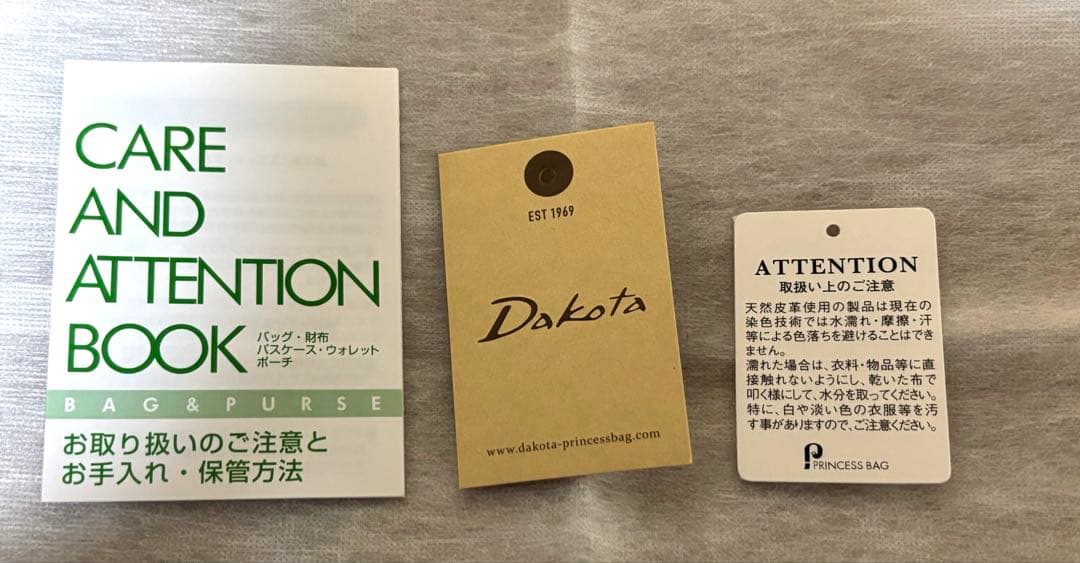 CARE
AND
ATTENTION
BOOK
バッグ・財布
パスケース・ウォレット
ポーチ
BAG&PURSE
お取り扱いのご注意と
お手入れ・保管方法
EST 1969
Dakota
www.dakota-princessbag.com
ATTENTION
取扱い上のご注意
天然皮革使用の製品は現在の
染色技術では水濡れ・摩擦・汗
等による色落ちを避けることはでき
ません。
濡れた場合は、衣料・物品等に直
接触れないようにし、乾いた布で
叩く様にして、水分を取ってください。
特に、白や淡い色の衣服等を汚
す事がありますので、ご注意ください。
PRINCESS BAG